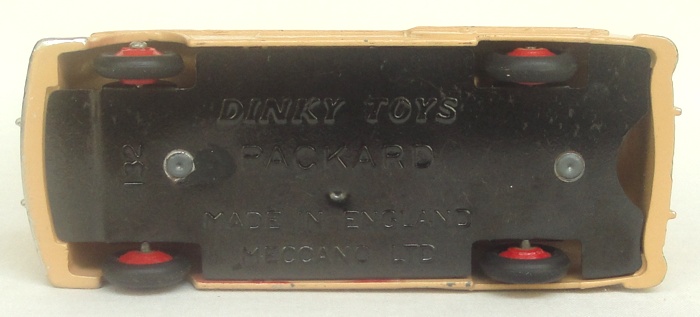 DINKY TOYS
132
PACKARD
MADE IN ENGLAND
MECCANO LTD